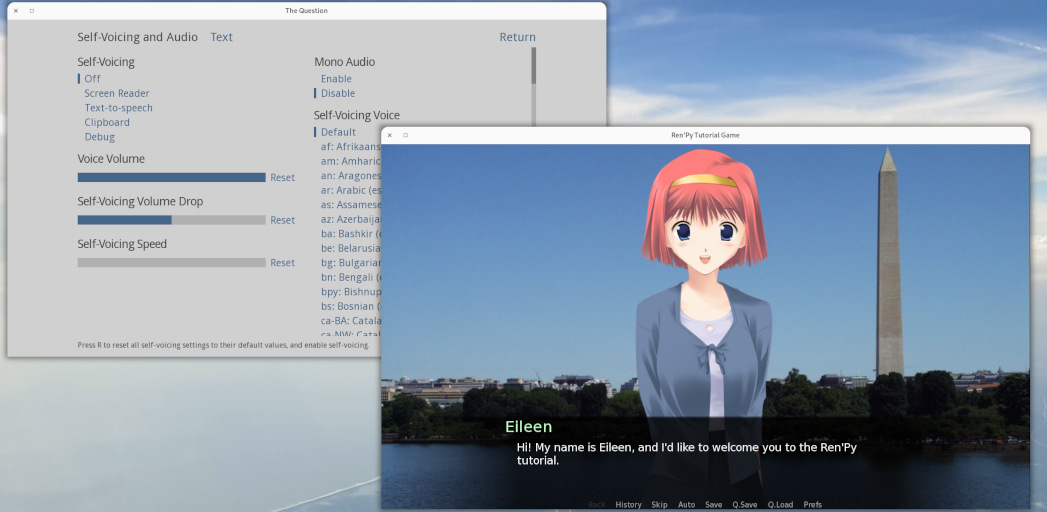 The Question
Self-Voicing and Audio Text Return
Self-Voicing
Off
Screen Reader
Text-to-speech
Clipboard
Debug
Voice Volume
Reset
Self-Voicing Volume Drop
Reset
Self-Voicing Speed
Reset
Mono Audio
Enable
Disable
Self-Voicing Voice
Default
af: Afrikaans
am: Amharic
an: Aragones
ar: Arabic (es
as: Assamese
az: Azerbaija
ba: Bashkir (
be: Belarusia
bg: Bulgarian
bn: Bengali (
bpy: Bishnup
bs: Bosnian (
ca-BA: Catala
ca-NW: Catal
Press R to reset all self-voicing settings to their default values, and enable self-voicing.
Ren'Py Tutorial Game
Eileen
Hi! My name is Eileen, and I'd like to welcome you to the Ren'Py
tutorial.
Back History Skip Auto Save Q.Save Q.Load Prefs